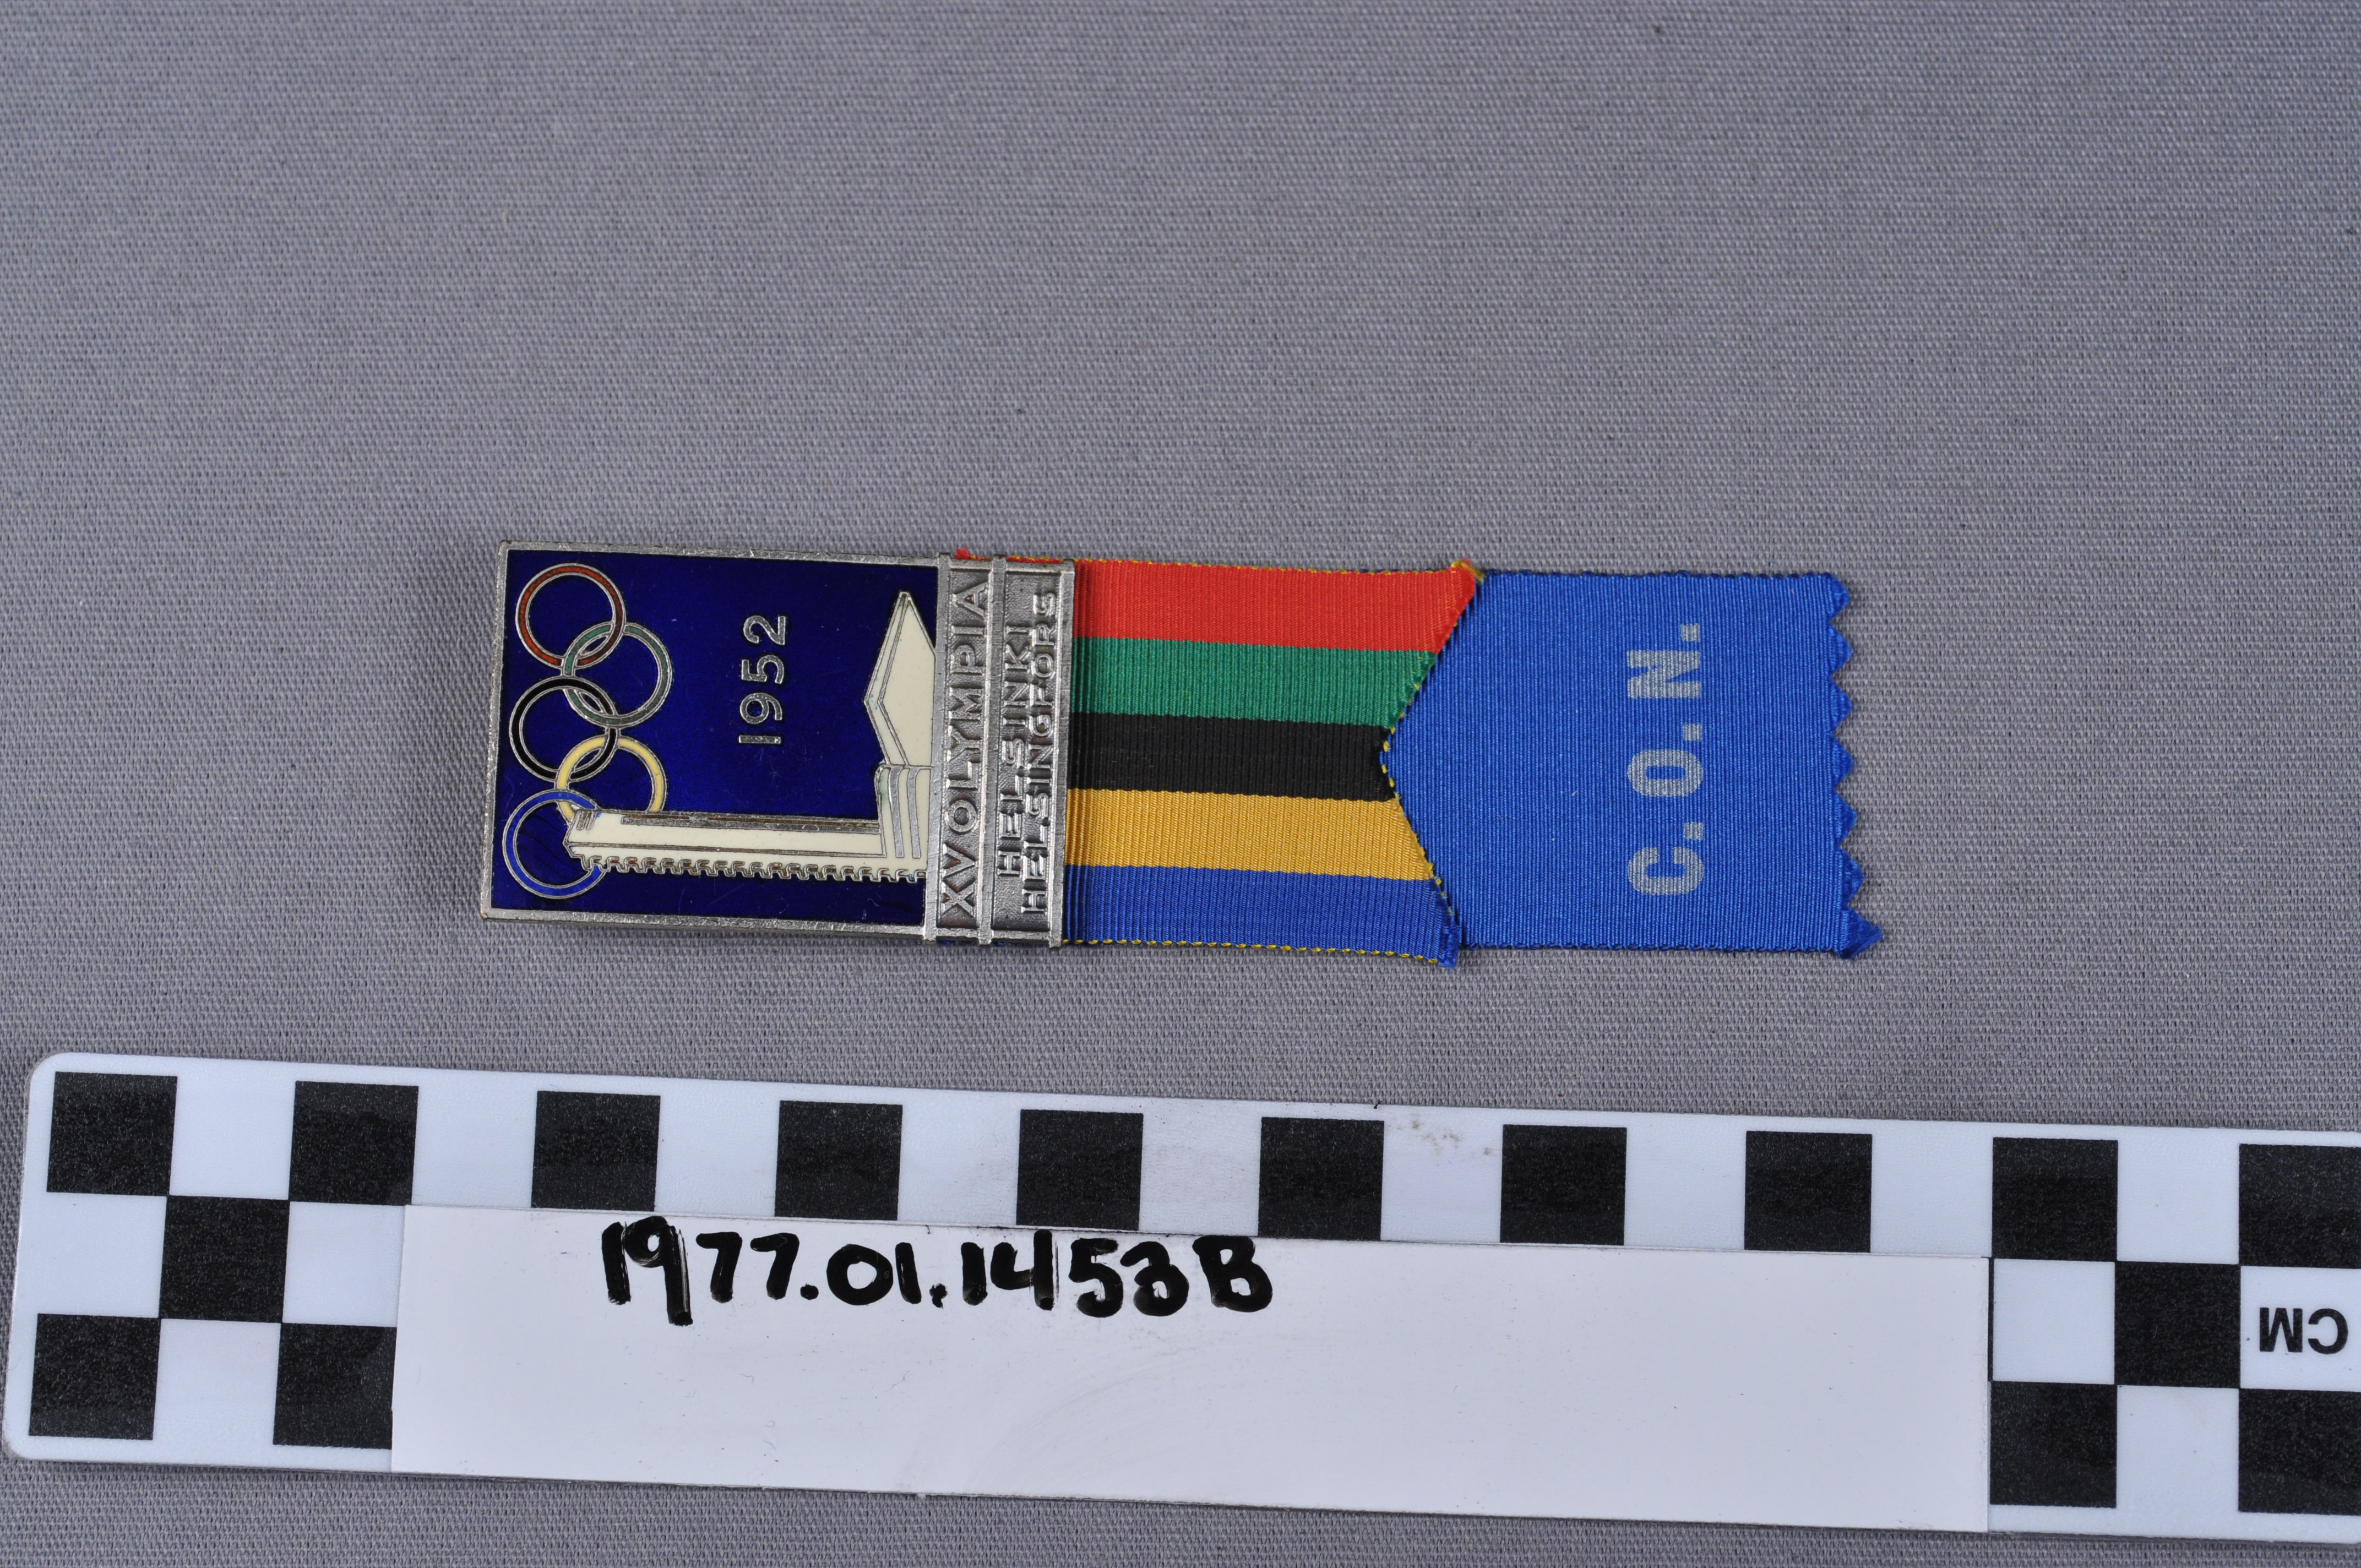 1952
XV OLYMPIA
HELSINKI
HELSINGFORS
C.O.N.
1977.01.1453B
CM